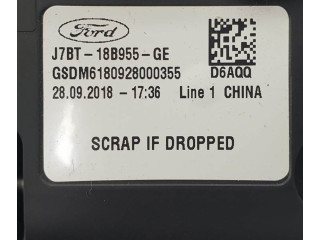 Ford
J7BT-18B955-GE
GSDM6180928000355 D6AQQ
28.09.2018 - 17:36 Line 1 CHINA
SCRAP IF DROPPED